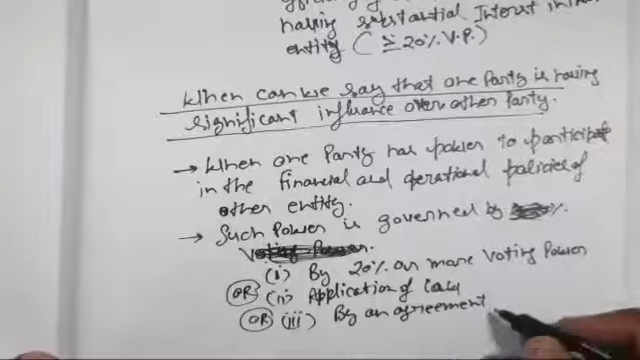 having substantial Interest in
entity (≥20% V.P.)
When can we say that one Party is having
significant influence over other Party.
→ When one Party has power to participate
in the financial and operational policies of
other entity.
→ Such Power is governed by
(i) By 20% or more Voting Power
OR (ii) Application of Law
OR (iii) By an agreement